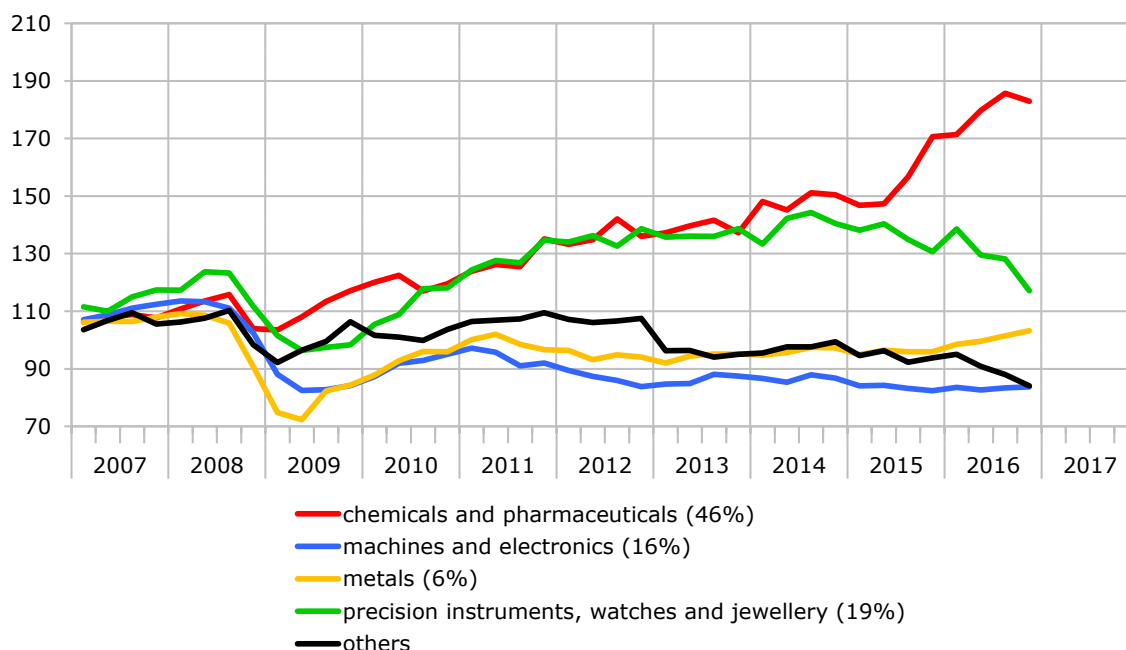 210
190
170
150
130
110
90
70
2007 2008 2009 2010 2011 2012 2013 2014 2015 2016 2017
chemicals and pharmaceuticals (46%)
machines and electronics (16%)
metals (6%)
precision instruments, watches and jewellery (19%)
others